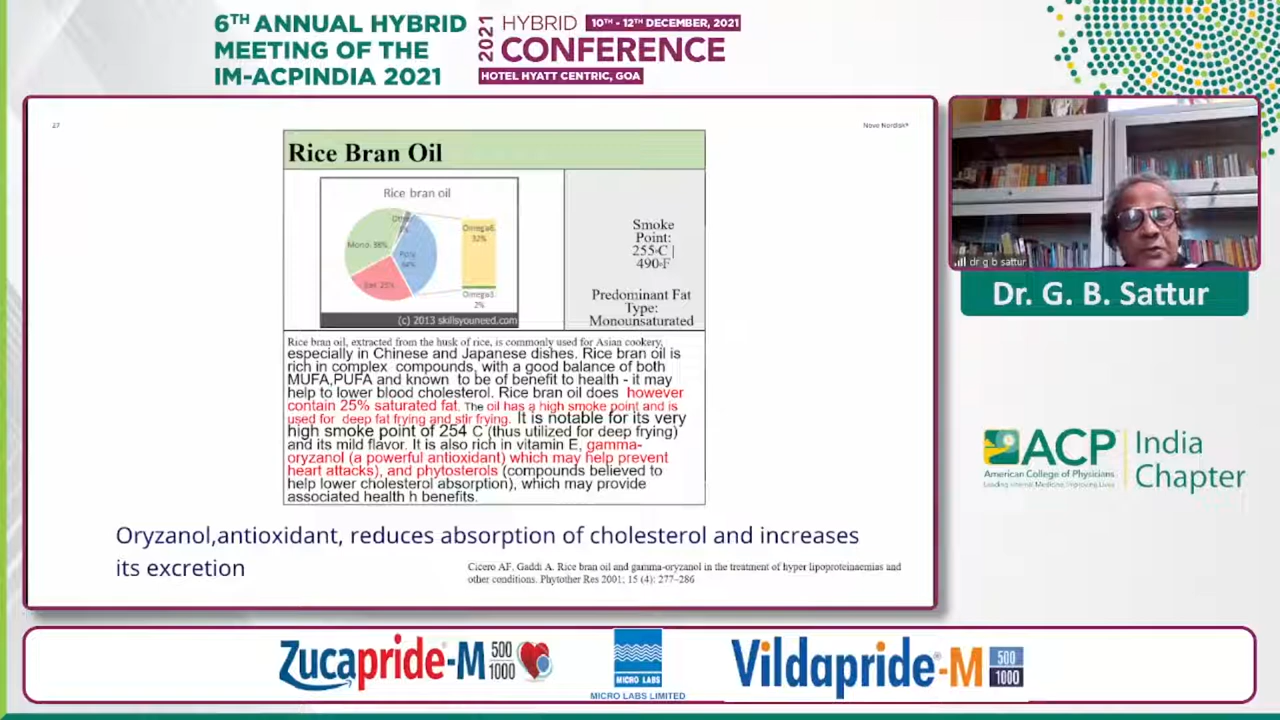 6TH ANNUAL HYBRID
MEETING OF THE
IM-ACPINDIA 2021
2021
HYBRID
10TH - 12TH DECEMBER, 2021
CONFERENCE
HOTEL HYATT CENTRIC, GOA
27
Novo Nordisk®
Rice Bran Oil
Rice bran oil
Other
Mono. 38%
Poly.
Sat. 25%
Omega6
32%
Omega3
2%
(c) 2013 skillsyouneed.com
Smoke
Point:
255-C |
490-F
Predominant Fat
Type:
Monounsaturated
Rice bran oil, extracted from the husk of rice, is commonly used for Asian cookery,
especially in Chinese and Japanese dishes. Rice bran oil is
rich in complex compounds, with a good balance of both
MUFA,PUFA and known to be of benefit to health - it may
help to lower blood cholesterol. Rice bran oil does however
contain 25% saturated fat. The oil has a high smoke point and is
used for deep fat frying and stir frying. It is notable for its very
high smoke point of 254 C (thus utilized for deep frying)
and its mild flavor. It is also rich in vitamin E, gamma-
oryzanol (a powerful antioxidant) which may help prevent
heart attacks), and phytosterols (compounds believed to
help lower cholesterol absorption), which may provide
associated health h benefits.
Oryzanol,antioxidant, reduces absorption of cholesterol and increases
its excretion
Cicero AF. Gaddi A. Rice bran oil and gamma-oryzanol in the treatment of hyper lipoproteinaemias and
other conditions. Phytother Res 2001; 15 (4): 277–286
dr g b sattur
Dr. G. B. Sattur
ACP
American College of Physicians
Leading Internal Medicine, Improving Lives
India
Chapter
Zucapride®-M 500 1000
MICRO LABS
MICRO LABS LIMITED
Vildapride®-M 500 1000